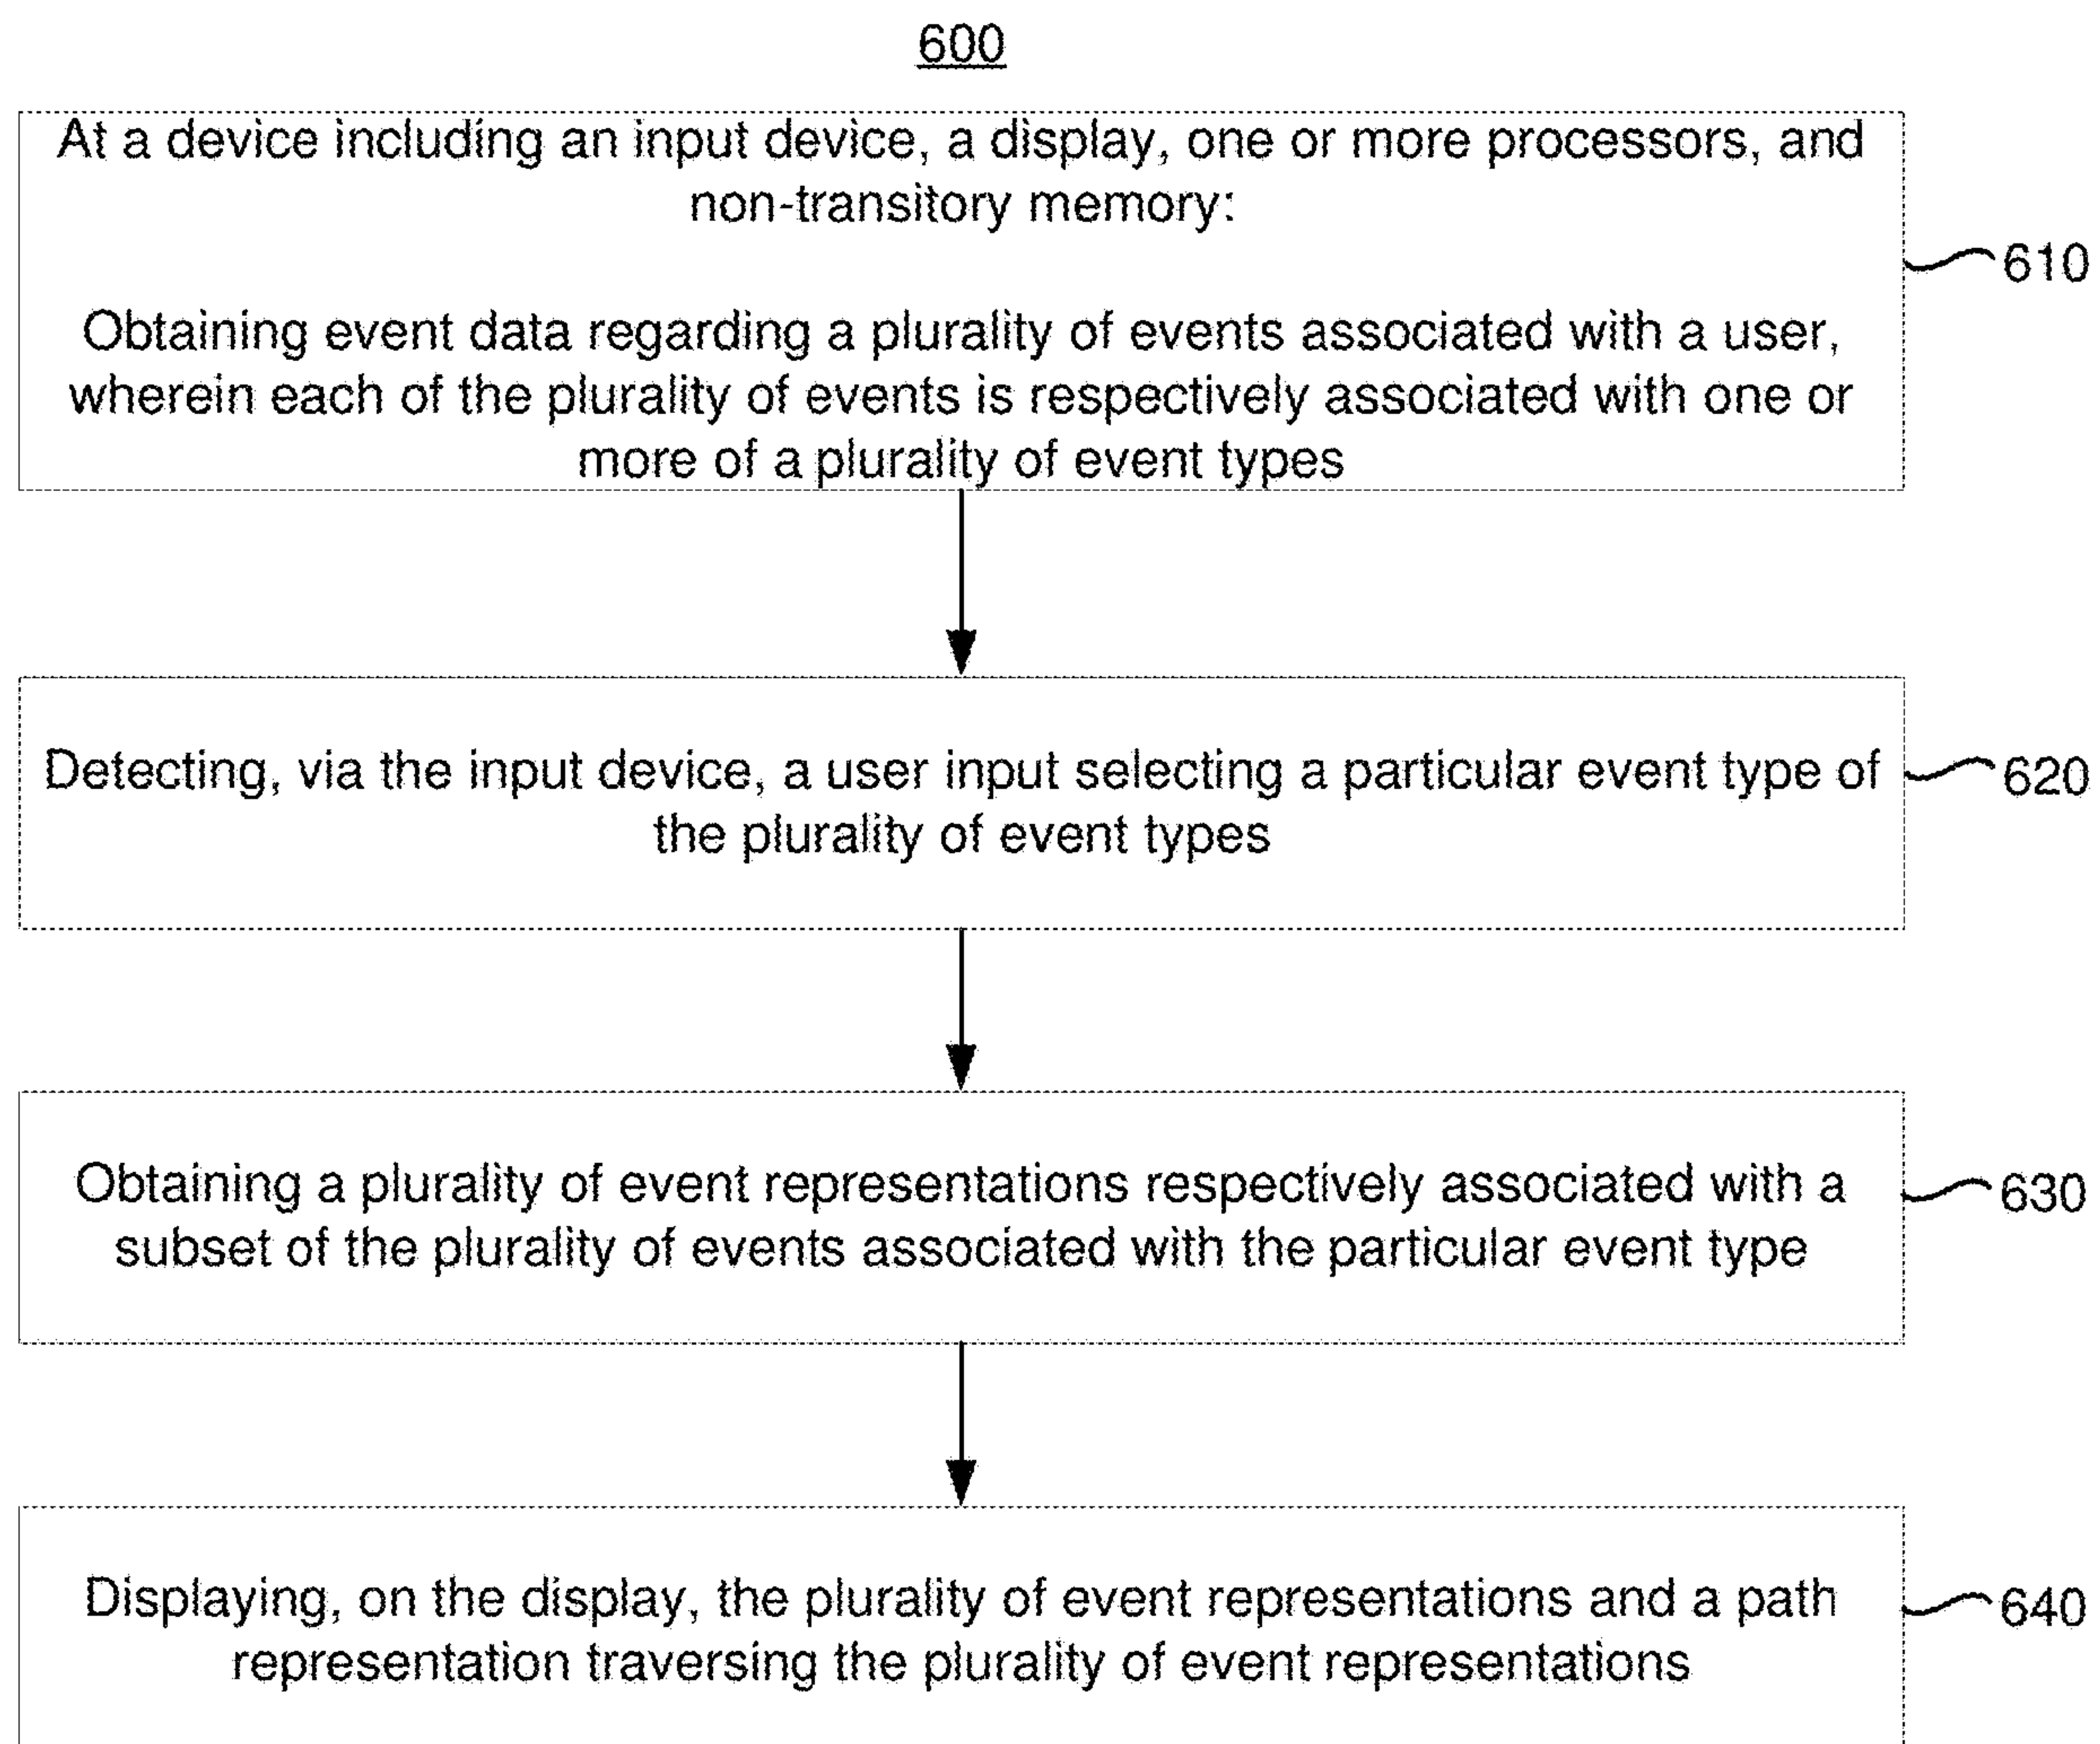 600
At a device including an input device, a display, one or more processors, and
non-transitory memory:
610
Obtaining event data regarding a plurality of events associated with a user,
wherein each of the plurality of events is respectively associated with one or
more of a plurality of event types
Detecting, via the input device, a user input selecting a particular event type of
620
the plurality of event types
Obtaining a plurality of event representations respectively associated with a
630
subset of the plurality of events associated with the particular event type
Displaying, on the display, the plurality of event representations and a path
640
representation traversing the plurality of event representations